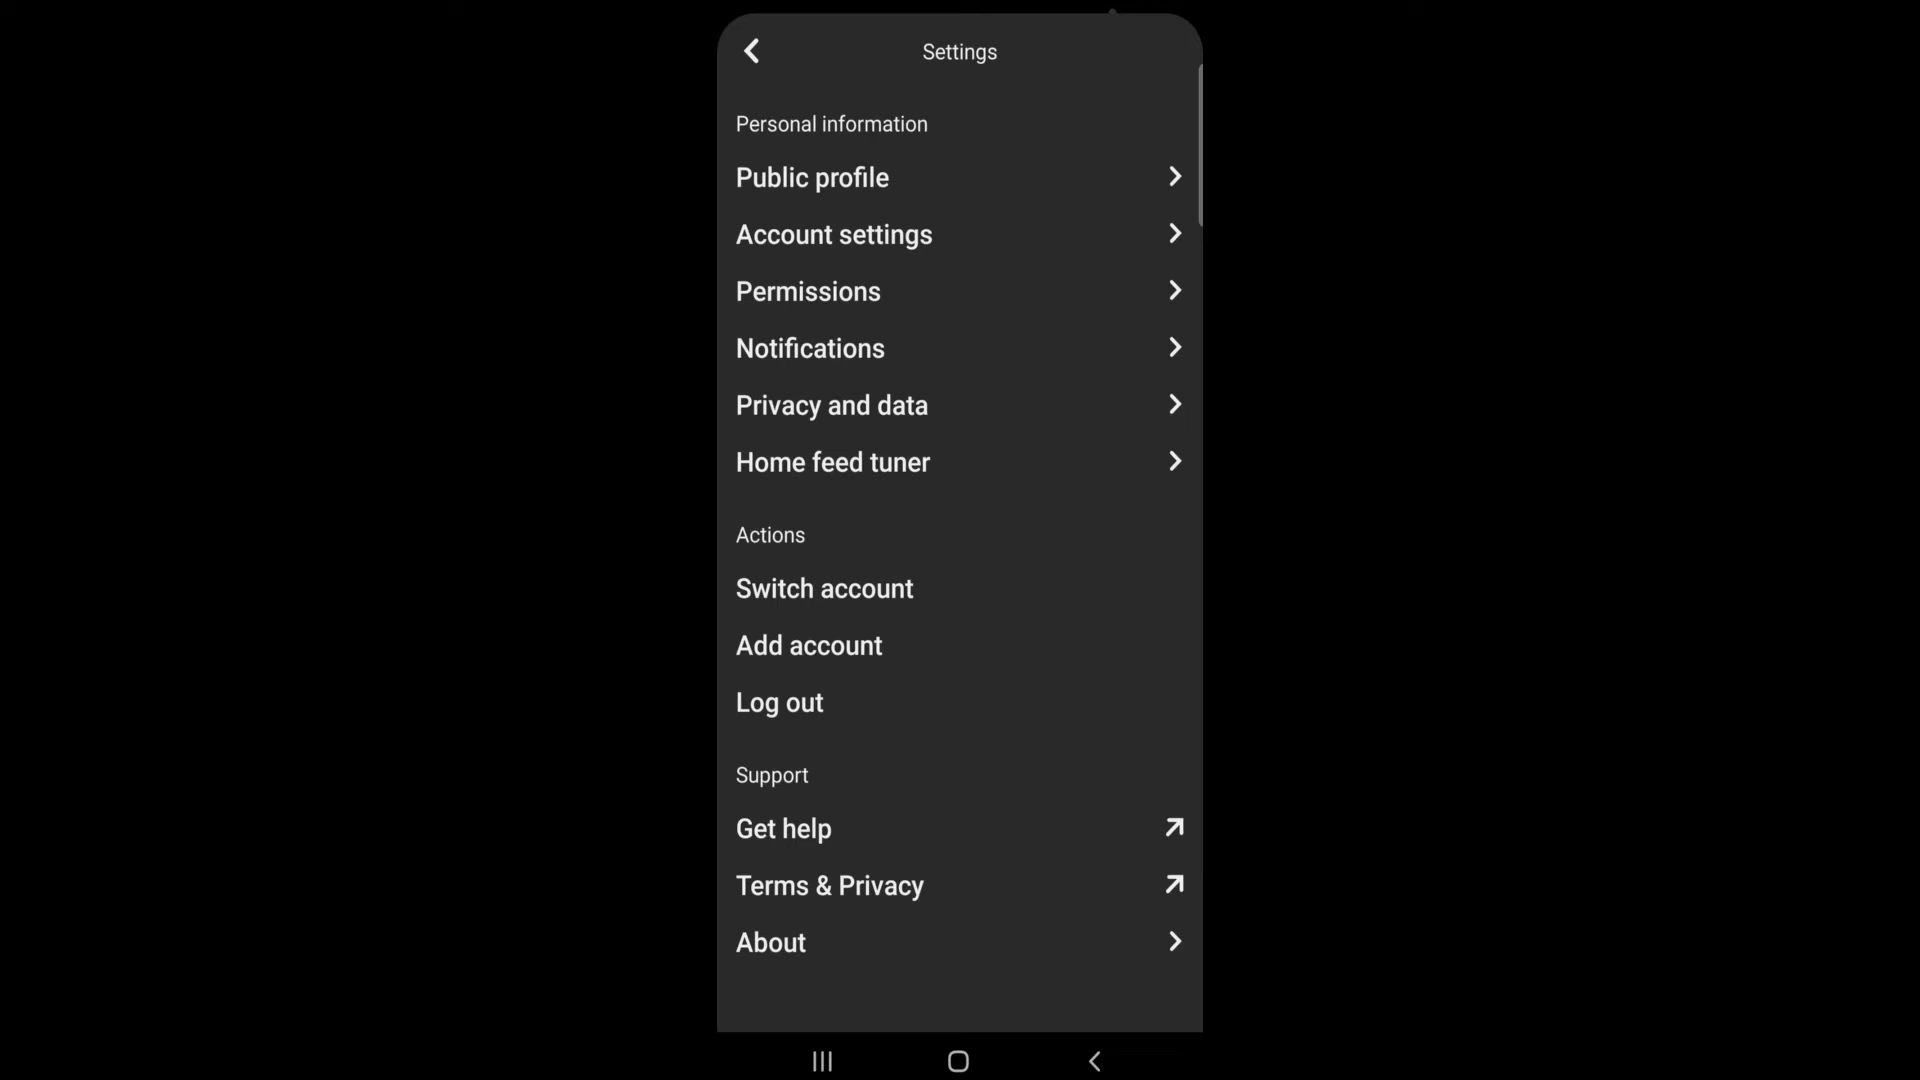 Settings
Personal information
Public profile
Account settings
Permissions
Notifications
Privacy and data
Home feed tuner
Actions
Switch account
Add account
Log out
Support
Get help
Terms & Privacy
About